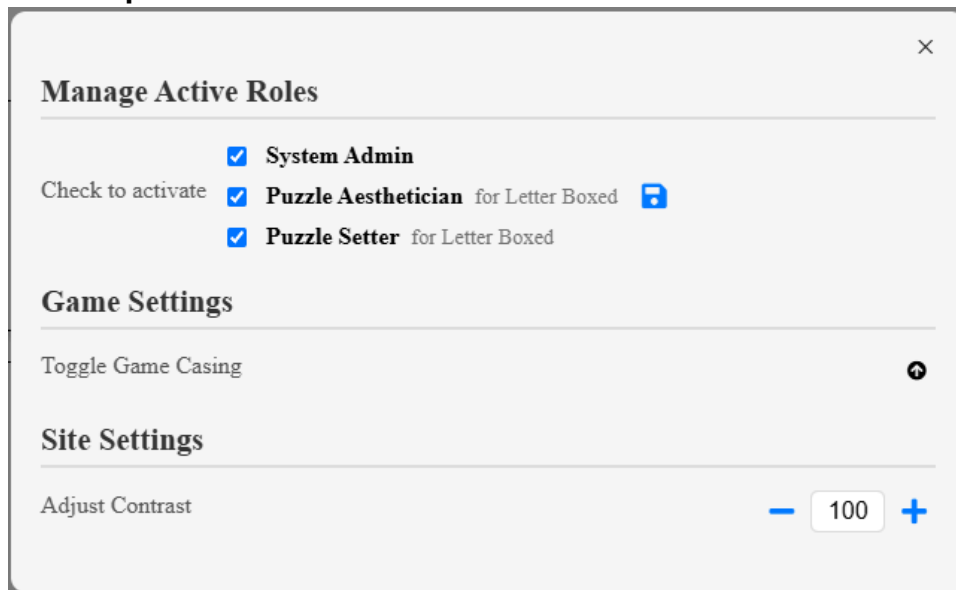 Manage Active Roles
System Admin
Check to activate
Puzzle Aesthetician for Letter Boxed
Puzzle Setter for Letter Boxed
Game Settings
Toggle Game Casing
Site Settings
Adjust Contrast
100